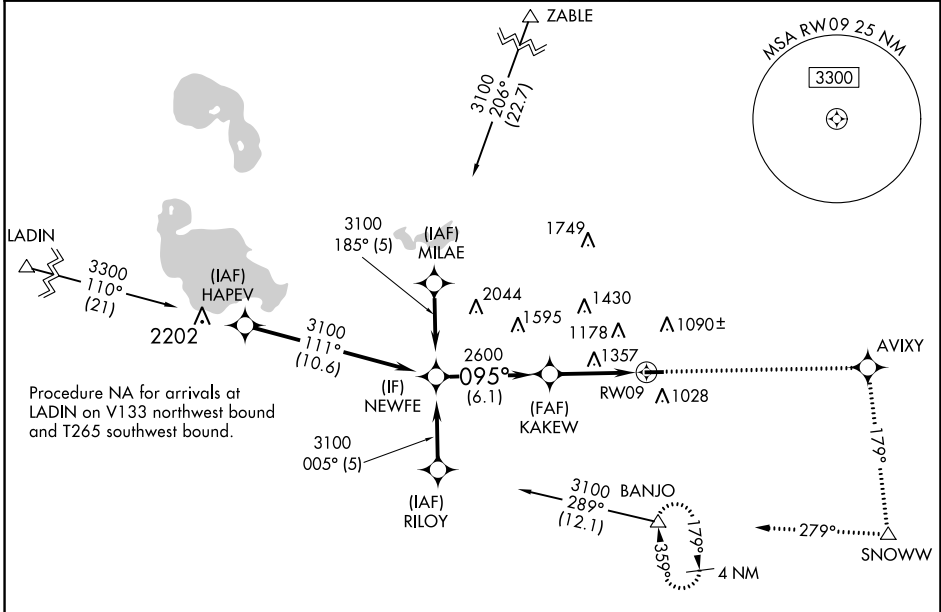 ZABLE
MSA RW09 25 NM
3300
3100
206°
(22.7)
1749
3100
185° (5)
(IAF)
MILAE
LADIN
3300
110°
(21)
(IAF)
HAPEV
2202
3100
111°
(10.6)
2044
1595
1430
1178
1090±
1357
2600
095°
(6.1)
AVIXY
(IF)
NEWFE
(FAF)
KAKEW
RW09
1028
Procedure NA for arrivals at
LADIN on V133 northwest bound
and T265 southwest bound.
3100
005° (5)
(IAF)
RILOY
179°
3100
289°
(12.1)
BANJO
179°
359°
4 NM
279°
SNOWW